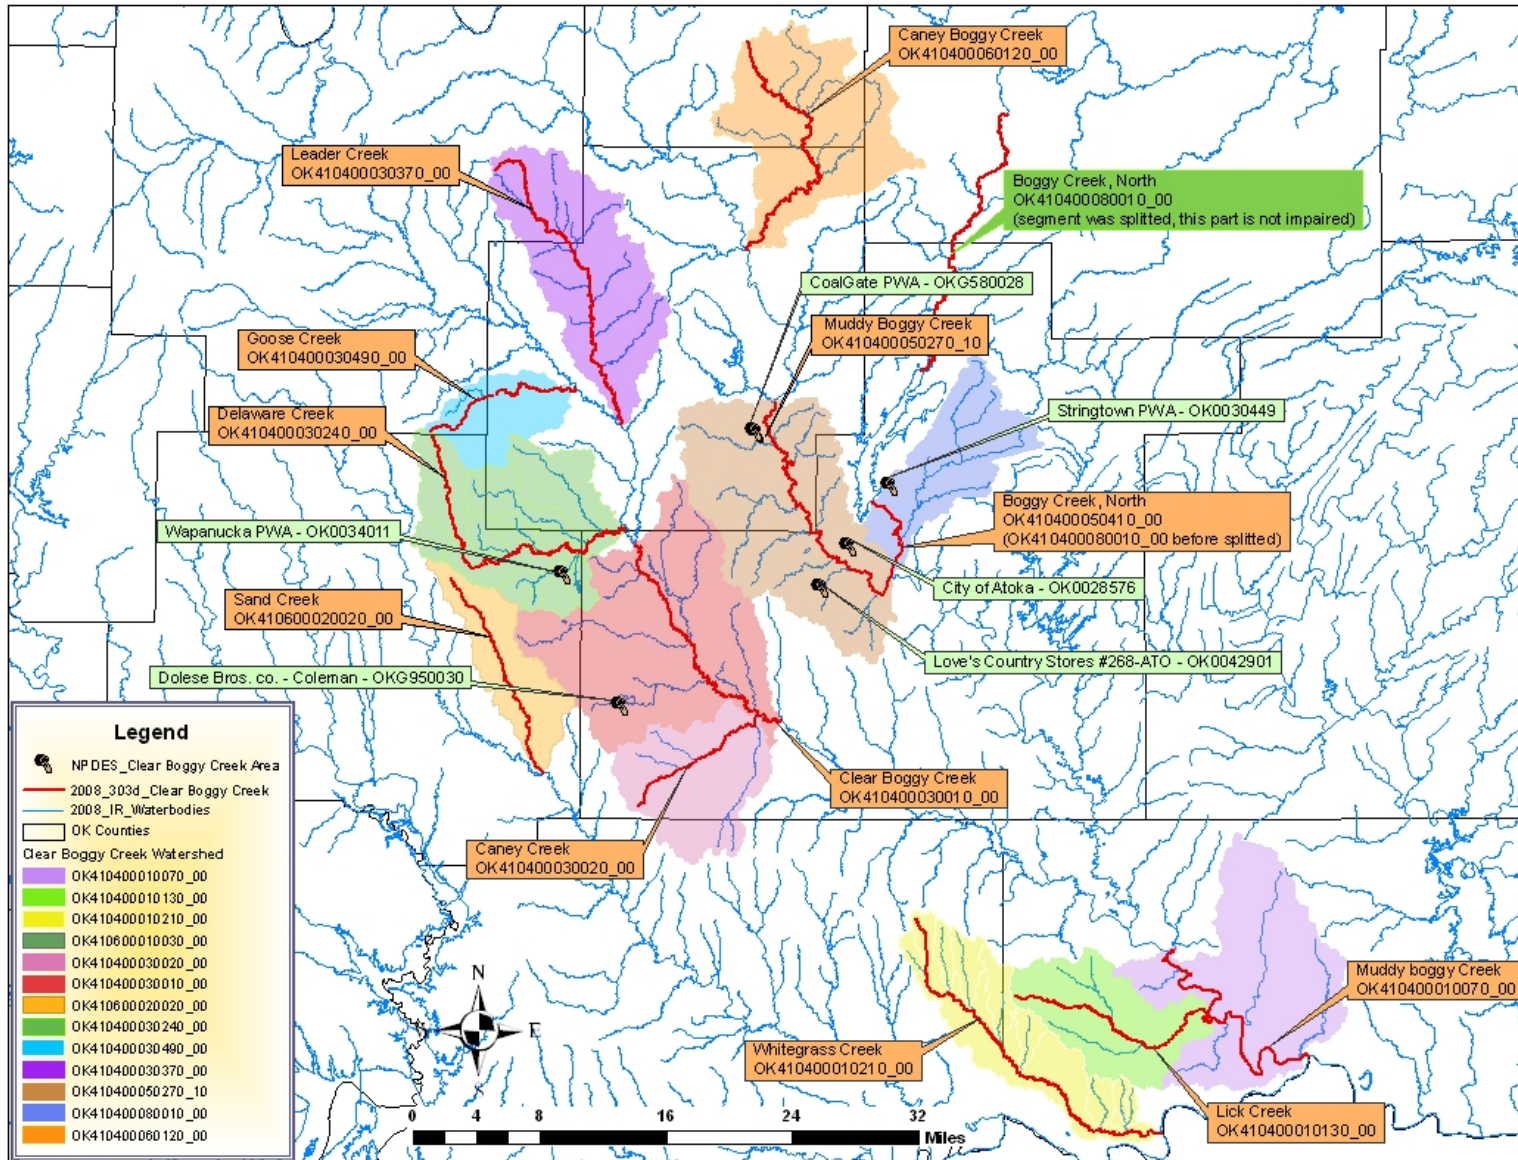 Caney Boggy Creek
OK410400060120_00
Leader Creek
OK410400030370_00
Boggy Creek, North
OK410400080010_00
(segment was splitted, this part is not impaired)
CoalGate PWA - OKG580028
Muddy Boggy Creek
OK410400050270_10
Goose Creek
OK410400030490_00
Delaware Creek
OK410400030240_00
Stringtown PWA - OK0030449
Boggy Creek, North
OK410400050410_00
(OK410400080010_00 before splitted)
Wapanucka PWA - OK0034011
City of Atoka - OK0028576
Sand Creek
OK410600020020_00
Love's Country Stores #268-ATO - OK0042901
Dolese Bros. co. - Coleman - OKG950030
Clear Boggy Creek
OK410400030010_00
Caney Creek
OK410400030020_00
Muddy boggy Creek
OK410400010070_00
Whitegrass Creek
OK410400010210_00
Lick Creek
OK410400010130_00
Legend
NPDES_Clear Boggy Creek Area
2008_303d_Clear Boggy Creek
2008_IR_Waterbodies
OK Counties
Clear Boggy Creek Watershed
OK410400010070_00
OK410400010130_00
OK410400010210_00
OK410600010030_00
OK410400030020_00
OK410400030010_00
OK410600020020_00
OK410400030240_00
OK410400030490_00
OK410400030370_00
OK410400050270_10
OK410400080010_00
OK410400060120_00
N
E
S
0 4 8 16 24 32
Miles